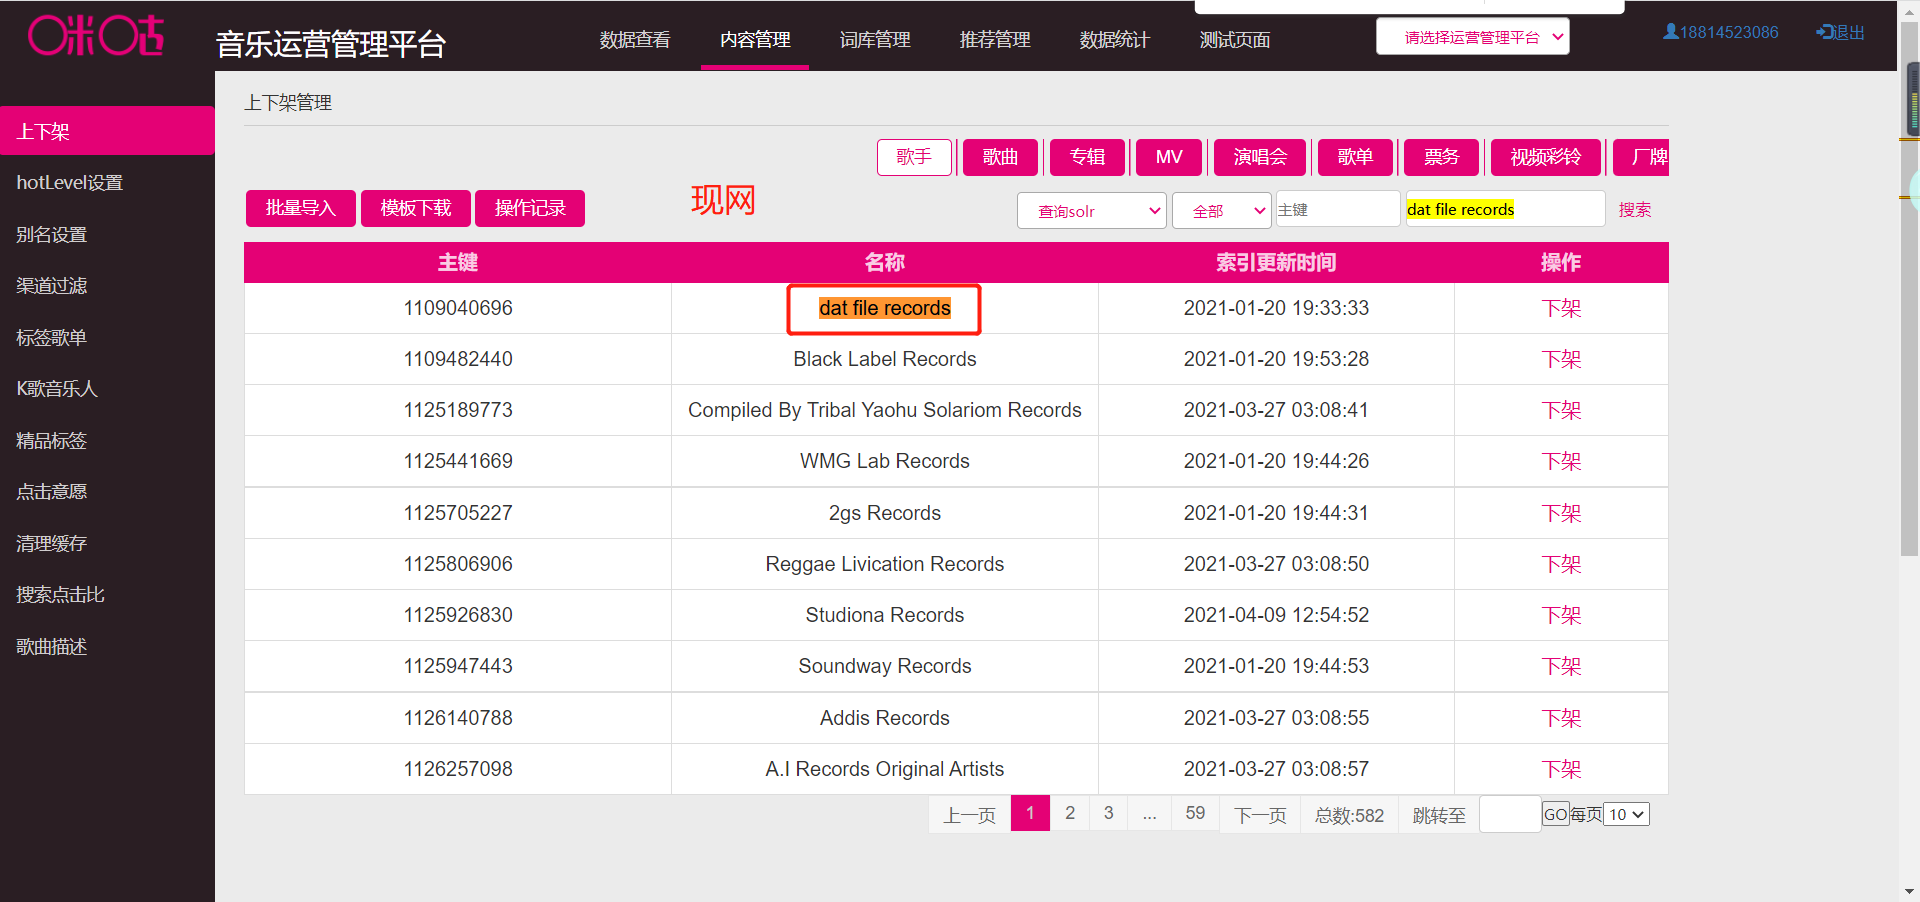 咪咕
音乐运营管理平台
数据查看 内容管理 词库管理 推荐管理 数据统计 测试页面
请选择运营管理平台
18814523086 退出
上下架
hotLevel设置
别名设置
渠道过滤
标签歌单
K歌音乐人
精品标签
点击意愿
清理缓存
搜索点击比
歌曲描述
上下架管理
歌手 歌曲 专辑 MV 演唱会 歌单 票务 视频彩铃 厂牌
批量导入 模板下载 操作记录 现网 查询solr 全部 主键 dat file records 搜索
主键 名称 索引更新时间 操作
1109040696 dat file records 2021-01-20 19:33:33 下架
1109482440 Black Label Records 2021-01-20 19:53:28 下架
1125189773 Compiled By Tribal Yaohu Solariom Records 2021-03-27 03:08:41 下架
1125441669 WMG Lab Records 2021-01-20 19:44:26 下架
1125705227 2gs Records 2021-01-20 19:44:31 下架
1125806906 Reggae Livication Records 2021-03-27 03:08:50 下架
1125926830 Studiona Records 2021-04-09 12:54:52 下架
1125947443 Soundway Records 2021-01-20 19:44:53 下架
1126140788 Addis Records 2021-03-27 03:08:55 下架
1126257098 A.I Records Original Artists 2021-03-27 03:08:57 下架
上一页 1 2 3 ... 59 下一页 总数:582 跳转至 GO 每页 10